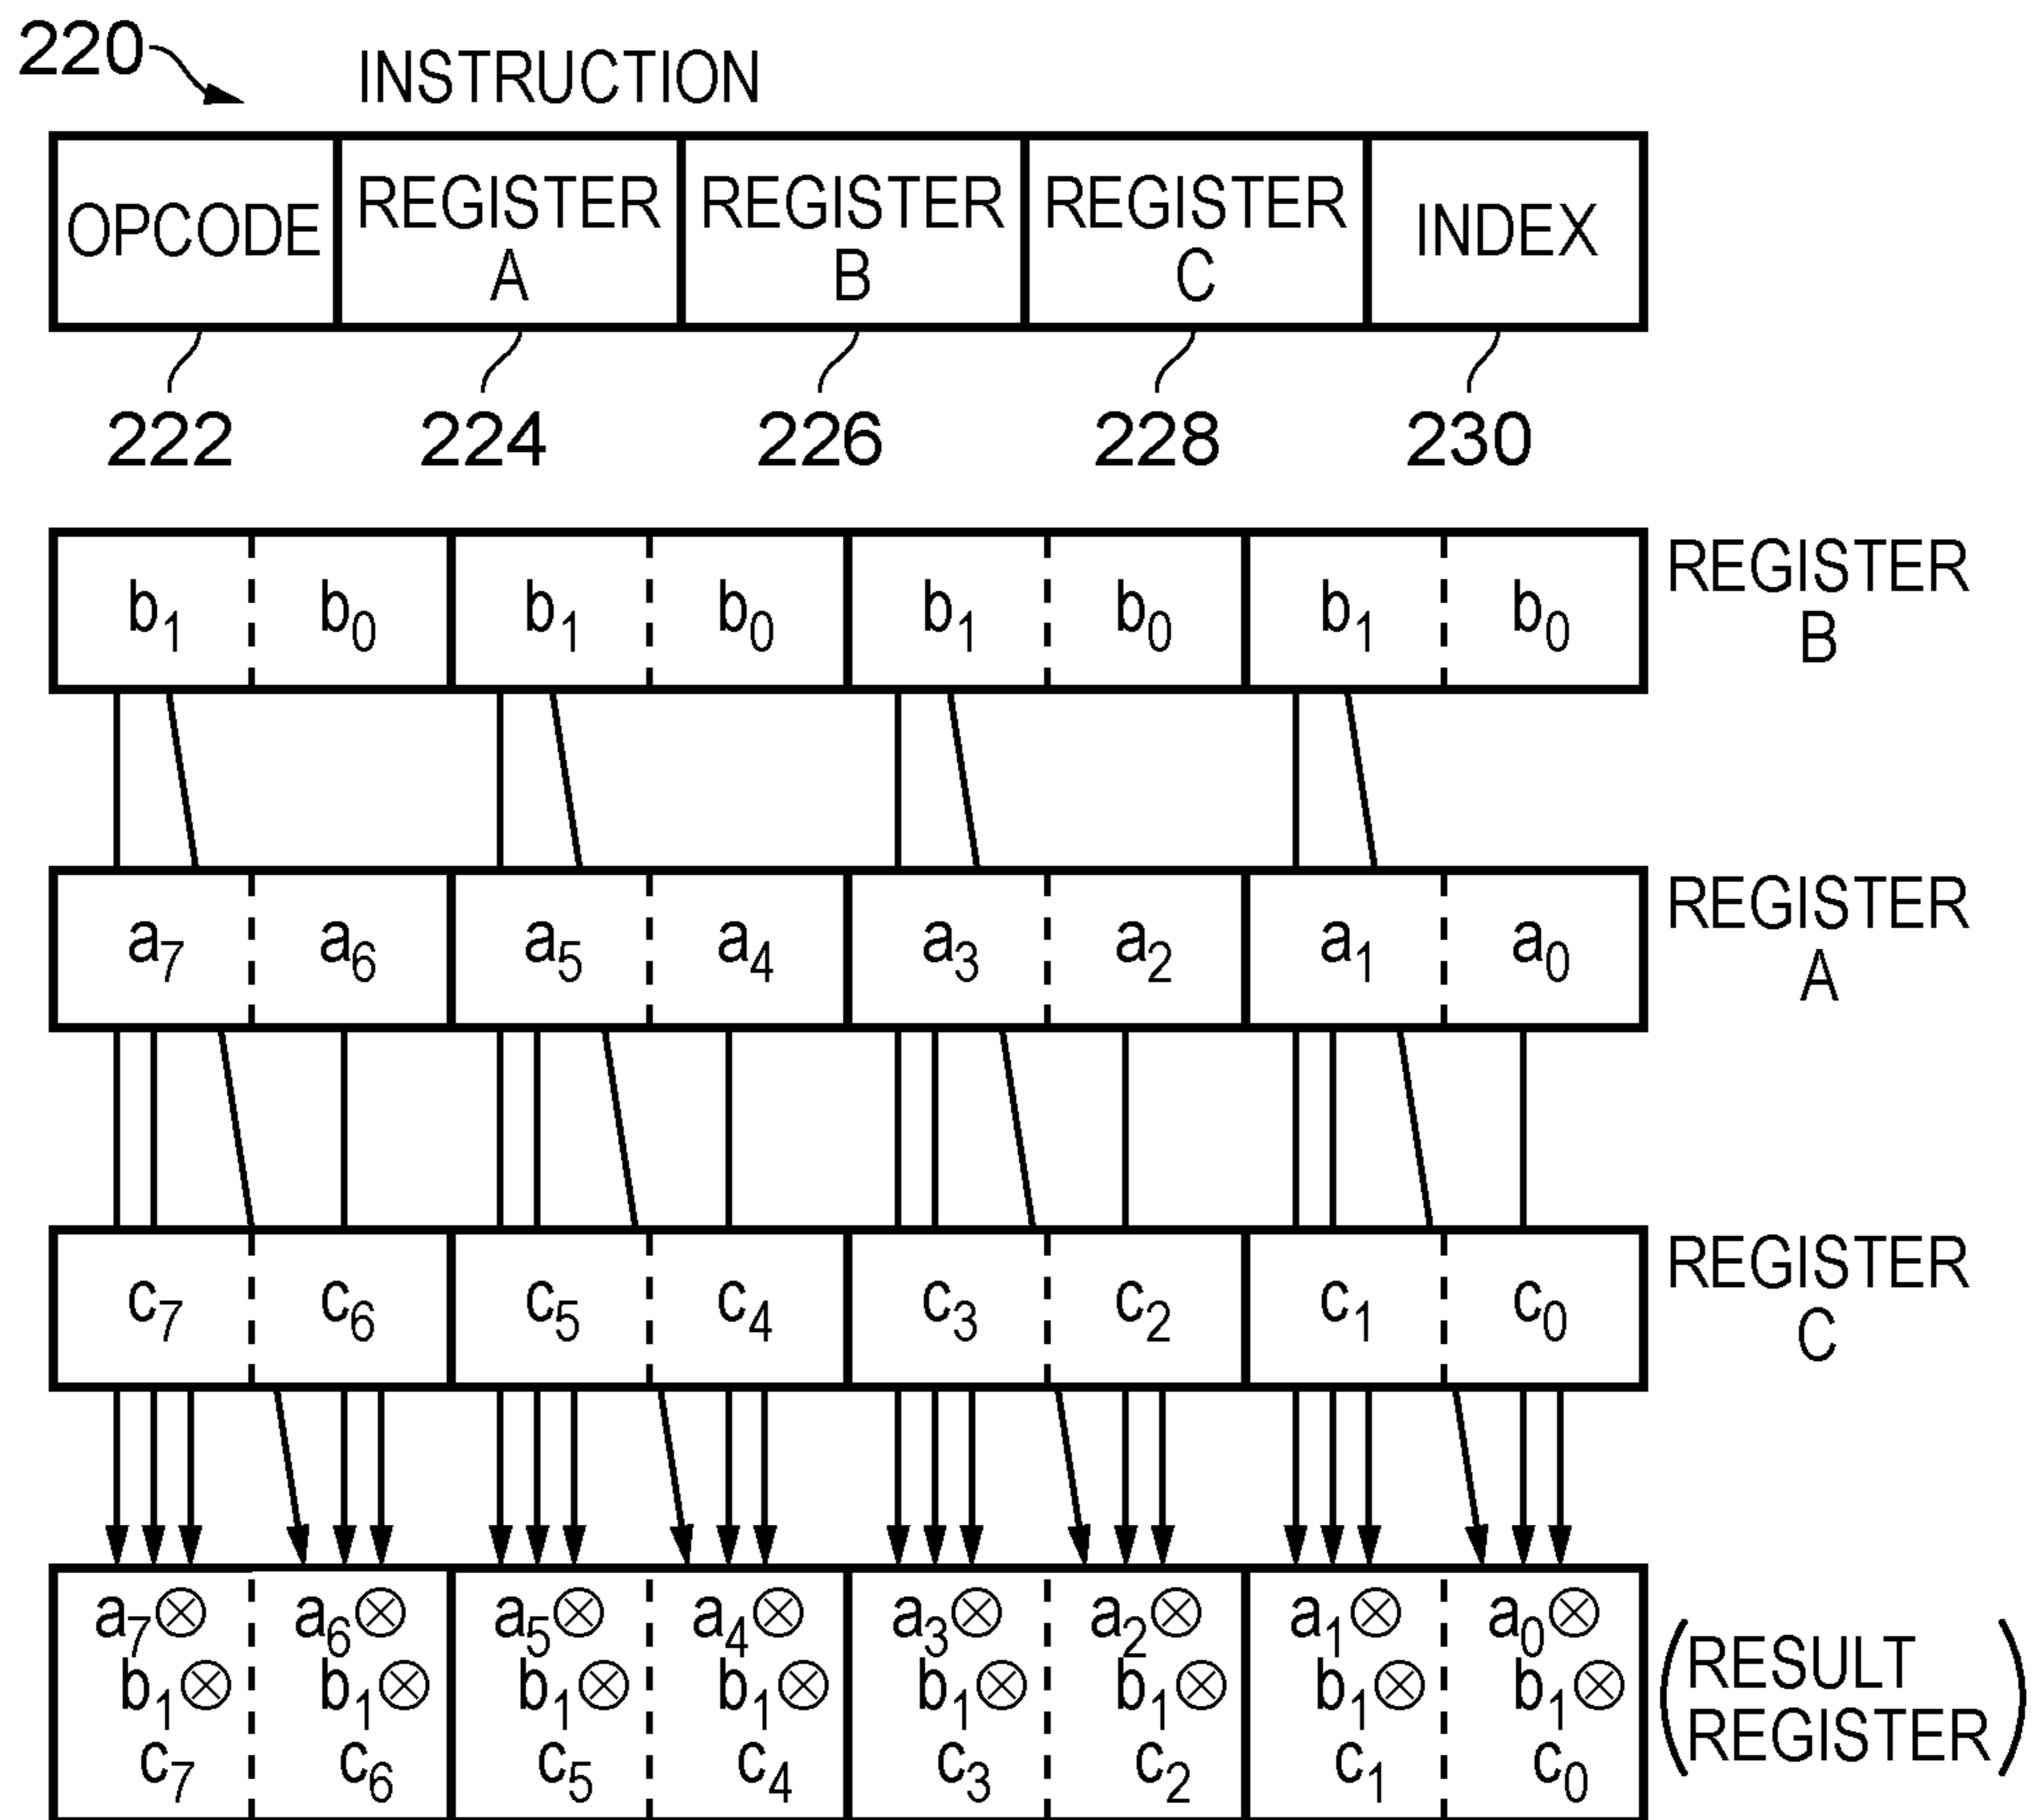 220
INSTRUCTION
OPCODE REGISTER A REGISTER B REGISTER C INDEX
222 224 226 228 230
b1 b0 b1 b0 b1 b0 b1 b0
REGISTER
B
a7 a6 a5 a4 a3 a2 a1 a0
REGISTER
A
c7 c6 c5 c4 c3 c2 c1 c0
REGISTER
C
a7⊗ a6⊗ a5⊗ a4⊗ a3⊗ a2⊗ a1⊗ a0⊗
b1⊗ b1⊗ b1⊗ b1⊗ b1⊗ b1⊗ b1⊗ b1⊗
c7 c6 c5 c4 c3 c2 c1 c0
(RESULT
REGISTER)